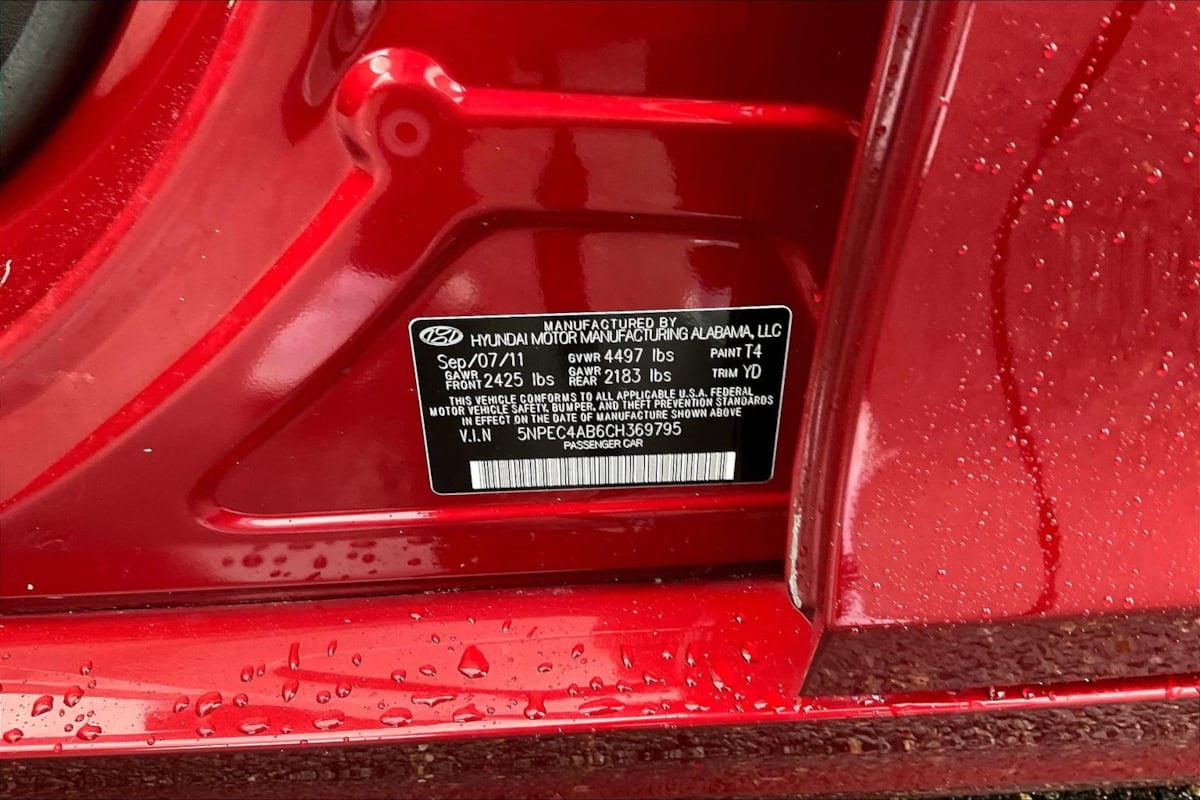 MANUFACTURED BY
HYUNDAI MOTOR MANUFACTURING ALABAMA, LLC
Sep/07/11 GVWR 4497 lbs PAINT T4
GAWR FRONT 2425 lbs GAWR REAR 2183 lbs TRIM YD
THIS VEHICLE CONFORMS TO ALL APPLICABLE U.S.A. FEDERAL
MOTOR VEHICLE SAFETY, BUMPER, AND THEFT PREVENTION STANDARDS
IN EFFECT ON THE DATE OF MANUFACTURE SHOWN ABOVE
V.I.N 5NPEC4AB6CH369795
PASSENGER CAR